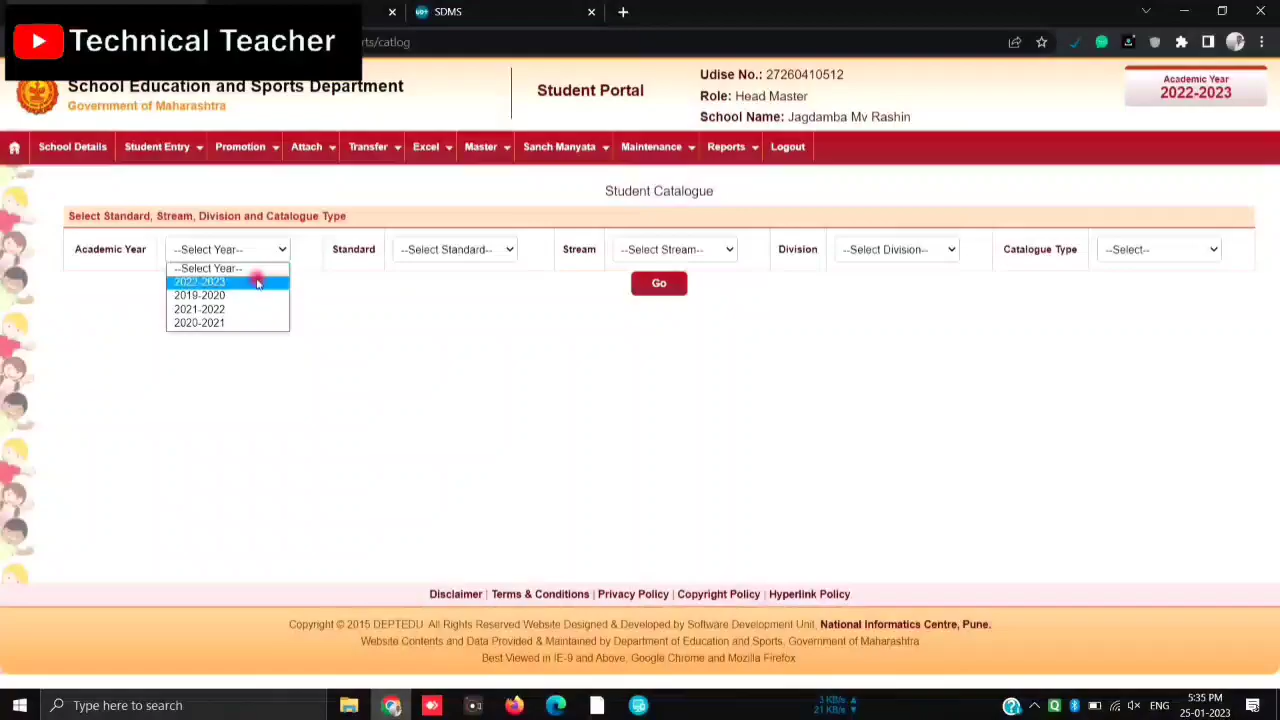 SDMS
Technical Teacher
rts/catlog
School Education and Sports Department
Government of Maharashtra
Student Portal
Udise No.: 27260410512
Role: Head Master
School Name: Jagdamba Mv Rashin
Academic Year
2022-2023
School Details Student Entry Promotion Attach Transfer Excel Master Sanch Manyata Maintenance Reports Logout
Student Catalogue
Select Standard, Stream, Division and Catalogue Type
Academic Year --Select Year-- Standard --Select Standard-- Stream --Select Stream-- Division --Select Division-- Catalogue Type --Select--
--Select Year--
2022-2023
2019-2020
2021-2022
2020-2021
Go
Disclaimer | Terms & Conditions | Privacy Policy | Copyright Policy | Hyperlink Policy
Copyright © 2015 DEPTEDU. All Rights Reserved Website Designed & Developed by Software Development Unit, National Informatics Centre, Pune.
Website Contents and Data Provided & Maintained by Department of Education and Sports, Government of Maharashtra
Best Viewed in IE-9 and Above, Google Chrome and Mozilla Firefox
Type here to search
3 KB/s
21 KB/s
ENG
5:35 PM
25-01-2023